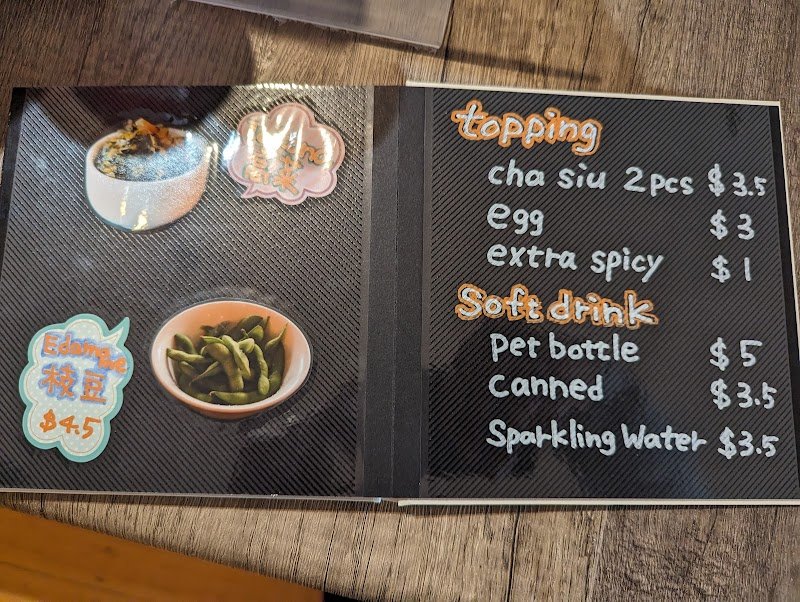 Edamame
枝豆
$4.5
topping
cha siu 2pcs $3.5
egg $3
extra spicy $1
Soft drink
pet bottle $5
canned $3.5
Sparkling Water $3.5